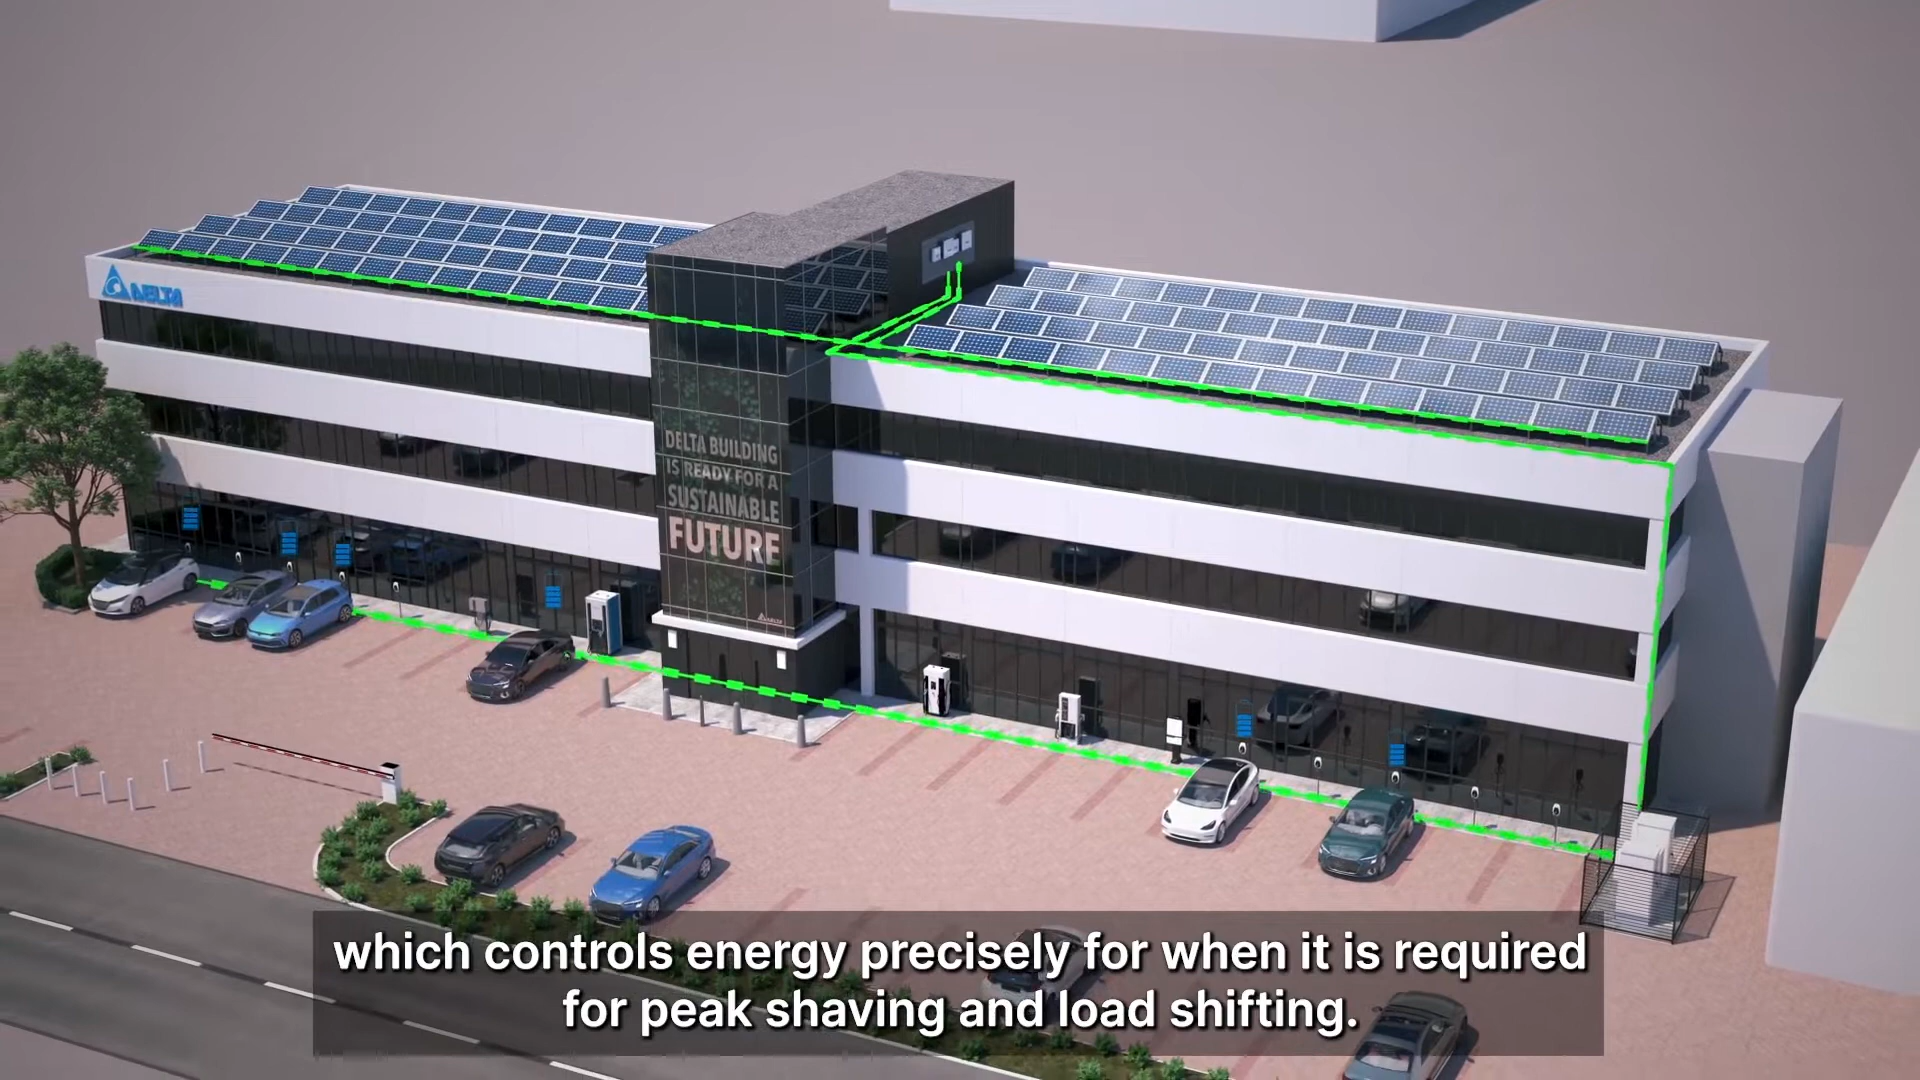 DELTA
DELTA BUILDING
IS READY FOR A
SUSTAINABLE
FUTURE
which controls energy precisely for when it is required
for peak shaving and load shifting.